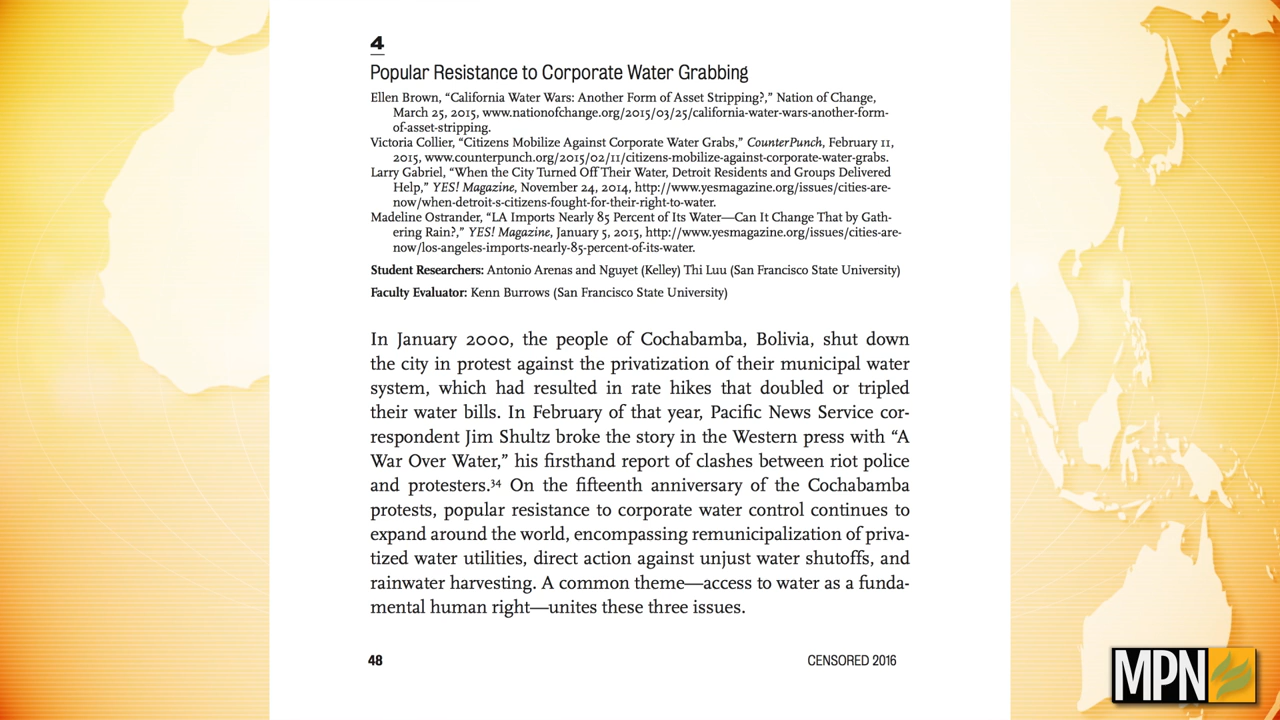 4
Popular Resistance to Corporate Water Grabbing
Ellen Brown, “California Water Wars: Another Form of Asset Stripping?,” Nation of Change,
March 25, 2015, www.nationofchange.org/2015/03/25/california-water-wars-another-form-
of-asset-stripping.
Victoria Collier, “Citizens Mobilize Against Corporate Water Grabs,” CounterPunch, February 11,
2015, www.counterpunch.org/2015/02/11/citizens-mobilize-against-corporate-water-grabs.
Larry Gabriel, “When the City Turned Off Their Water, Detroit Residents and Groups Delivered
Help,” YES! Magazine, November 24, 2014, http://www.yesmagazine.org/issues/cities-are-
now/when-detroit-s-citizens-fought-for-their-right-to-water.
Madeline Ostrander, “LA Imports Nearly 85 Percent of Its Water—Can It Change That by Gath-
ering Rain?,” YES! Magazine, January 5, 2015, http://www.yesmagazine.org/issues/cities-are-
now/los-angeles-imports-nearly-85-percent-of-its-water.
Student Researchers: Antonio Arenas and Nguyet (Kelley) Thi Luu (San Francisco State University)
Faculty Evaluator: Kenn Burrows (San Francisco State University)
In January 2000, the people of Cochabamba, Bolivia, shut down
the city in protest against the privatization of their municipal water
system, which had resulted in rate hikes that doubled or tripled
their water bills. In February of that year, Pacific News Service cor-
respondent Jim Shultz broke the story in the Western press with “A
War Over Water,” his firsthand report of clashes between riot police
and protesters.34 On the fifteenth anniversary of the Cochabamba
protests, popular resistance to corporate water control continues to
expand around the world, encompassing remunicipalization of priva-
tized water utilities, direct action against unjust water shutoffs, and
rainwater harvesting. A common theme—access to water as a funda-
mental human right—unites these three issues.
48
CENSORED 2016
MPN